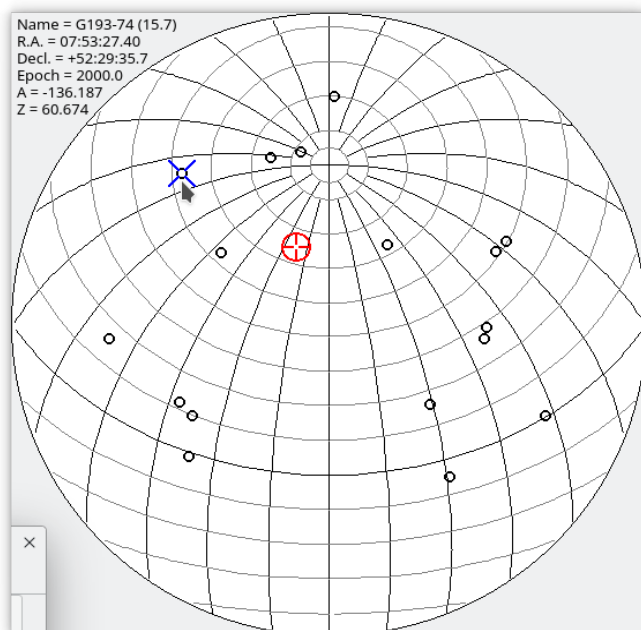 Name = G193-74 (15.7)
R.A. = 07:53:27.40
Decl. = +52:29:35.7
Epoch = 2000.0
A = -136.187
Z = 60.674